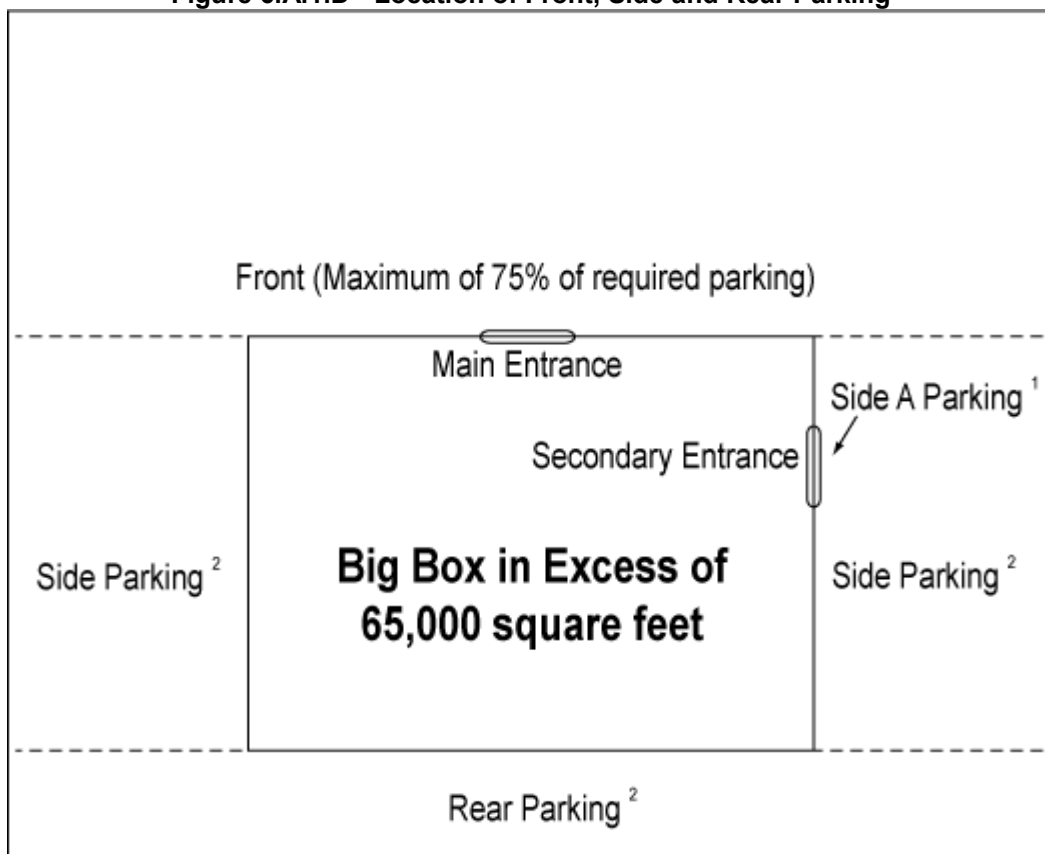 Front (Maximum of 75% of required parking)
Main Entrance
Side A Parking 1
Secondary Entrance
Side Parking 2
Big Box in Excess of
65,000 square feet
Side Parking 2
Rear Parking 2